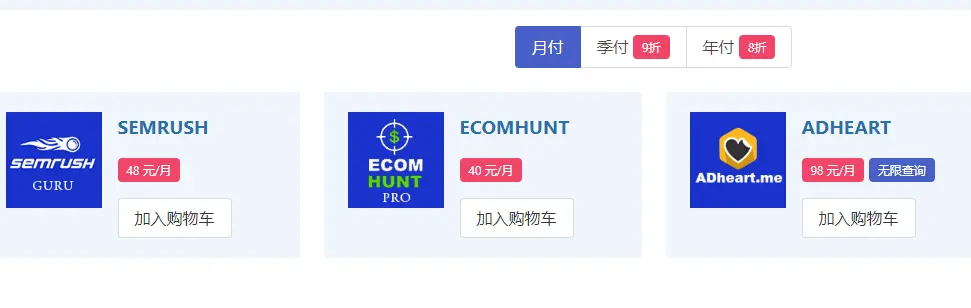 月付 季付 9折 年付 8折
SEMRUSH
semrush
GURU
48 元/月
加入购物车
ECOMHUNT
$
ECOM
HUNT
PRO
40 元/月
加入购物车
ADHEART
ADheart.me
98 元/月 无限查询
加入购物车